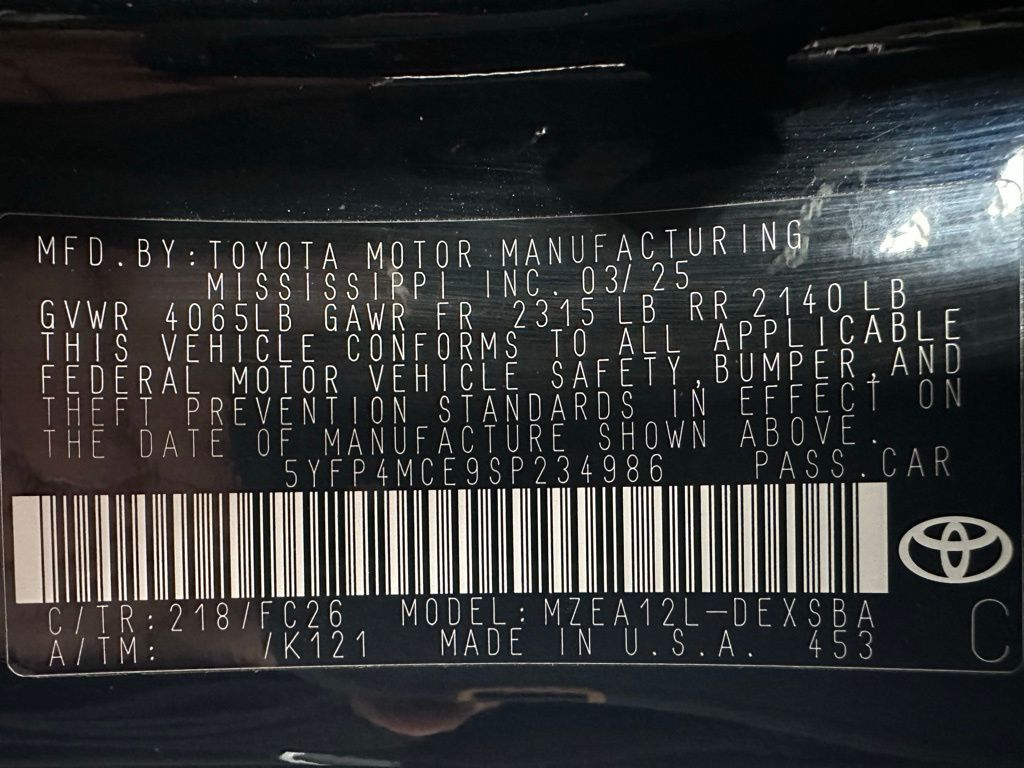 MFD.BY:TOYOTA MOTOR MANUFACTURING
MISSISSIPPI INC. 03/25
GVWR 4065LB GAWR FR 2315 LB RR 2140 LB
THIS VEHICLE CONFORMS TO ALL APPLICABLE
FEDERAL MOTOR VEHICLE SAFETY,BUMPER,AND
THEFT PREVENTION STANDARDS IN EFFECT ON
THE DATE OF MANUFACTURE SHOWN ABOVE.
5YFP4MCE9SP234986 PASS.CAR
C/TR:218/FC26 MODEL:MZEA12L-DEXSBA
A/TM: /K121 MADE IN U.S.A. 453
C